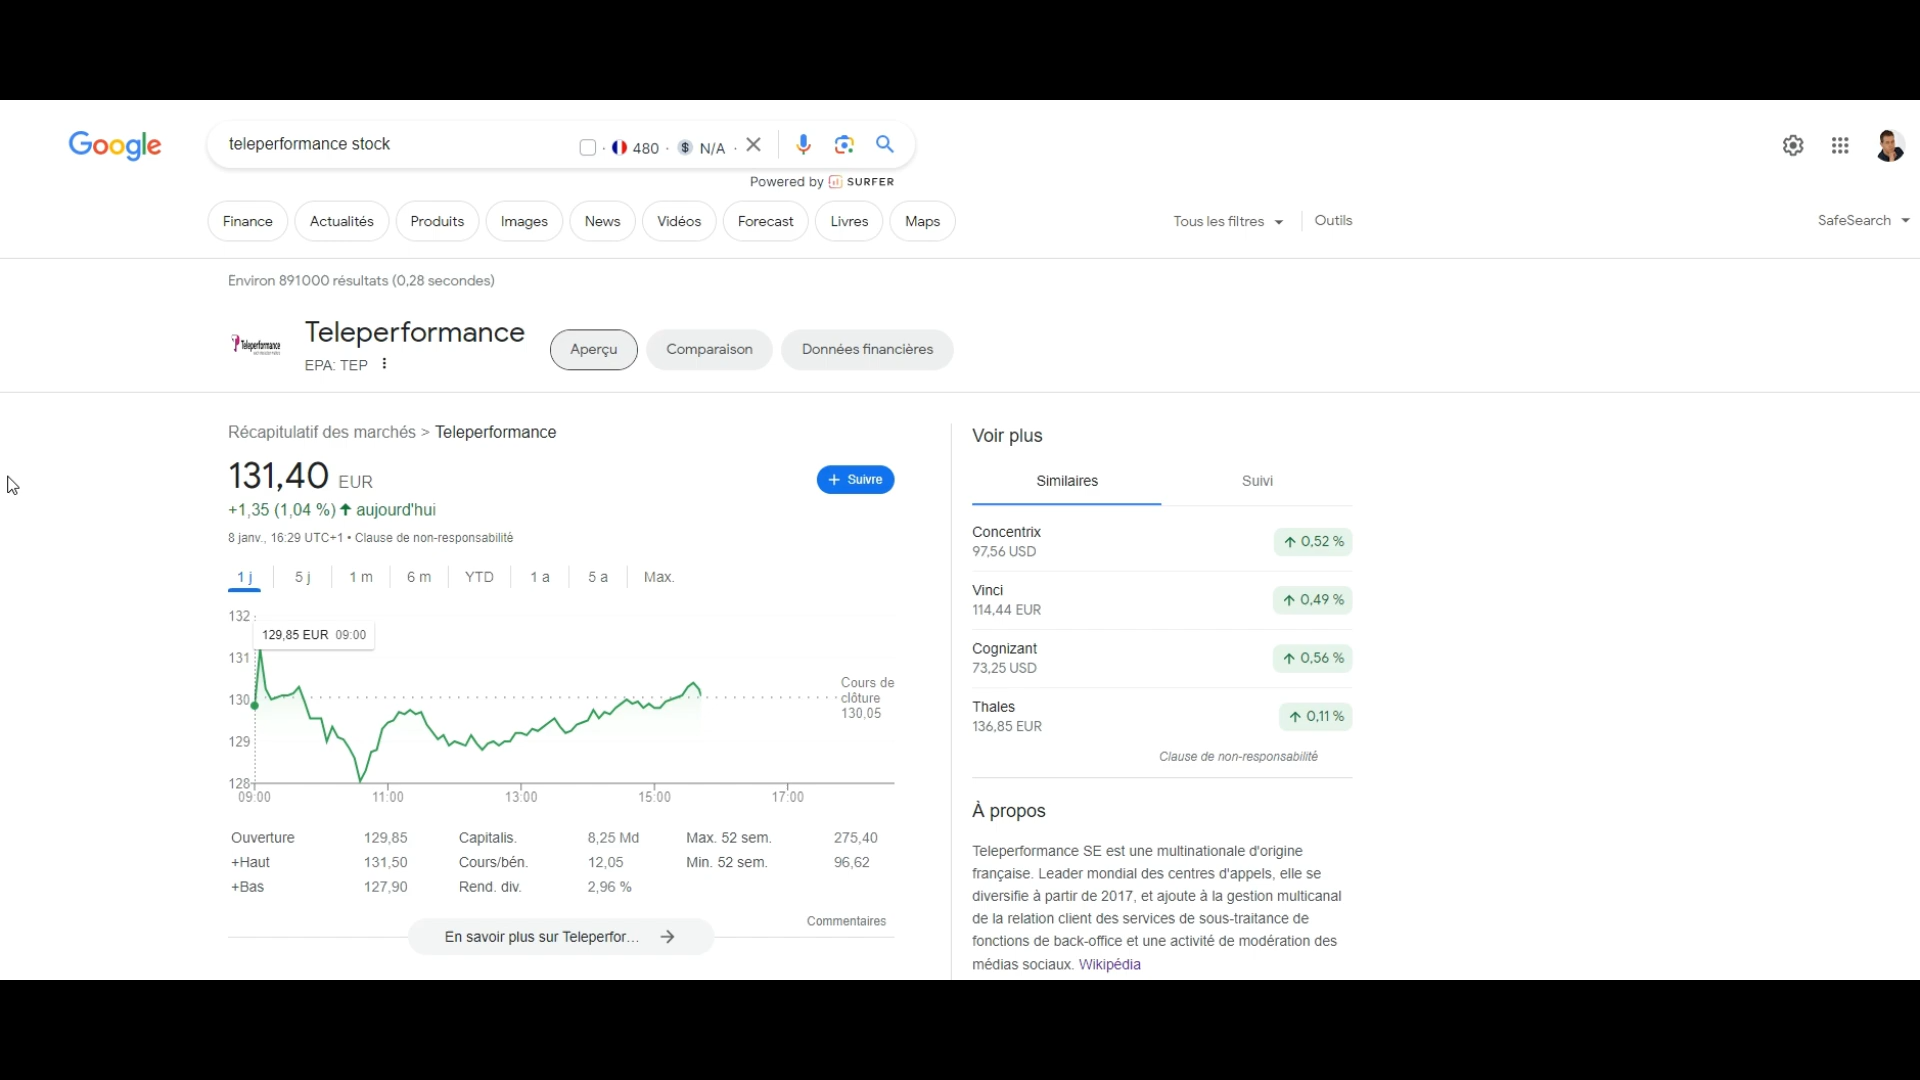 Google
teleperformance stock
· 480 · $ N/A ·
Powered by SURFER
Finance
Actualités
Produits
Images
News
Vidéos
Forecast
Livres
Maps
Tous les filtres
Outils
SafeSearch
Environ 891 000 résultats (0,28 secondes)
Teleperformance
Teleperformance
EPA: TEP
Aperçu
Comparaison
Données financières
Récapitulatif des marchés > Teleperformance
131,40 EUR
+1,35 (1,04 %) ↑ aujourd'hui
8 janv., 16:29 UTC+1 • Clause de non-responsabilité
+ Suivre
1 j
5 j
1 m
6 m
YTD
1 a
5 a
Max.
132
131
130
129
128
129,85 EUR 09:00
Cours de
clôture
130,05
09:00
11:00
13:00
15:00
17:00
Ouverture 129,85
+Haut 131,50
+Bas 127,90
Capitalis. 8,25 Md
Cours/bén. 12,05
Rend. div. 2,96 %
Max. 52 sem. 275,40
Min. 52 sem. 96,62
Commentaires
En savoir plus sur Teleperfor... →
Voir plus
Similaires
Suivi
Concentrix
97,56 USD
↑ 0,52 %
Vinci
114,44 EUR
↑ 0,49 %
Cognizant
73,25 USD
↑ 0,56 %
Thales
136,85 EUR
↑ 0,11 %
Clause de non-responsabilité
À propos
Teleperformance SE est une multinationale d'origine
française. Leader mondial des centres d'appels, elle se
diversifie à partir de 2017, et ajoute à la gestion multicanal
de la relation client des services de sous-traitance de
fonctions de back-office et une activité de modération des
médias sociaux. Wikipédia